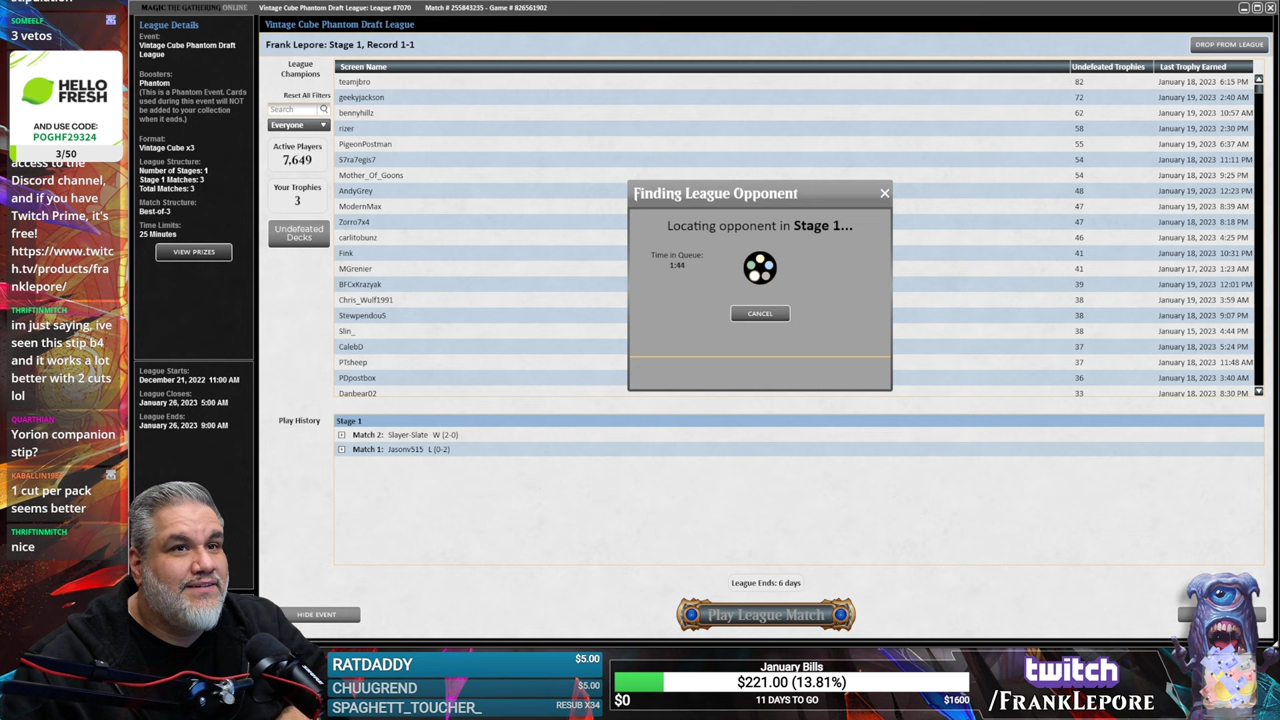 stipulation
SOMEELF
3 vetos
HELLO
FRESH
AND USE CODE:
POGHF29324
3/50
access to the
Discord channel,
and if you have
Twitch Prime, it's
free!
https://www.twitc
h.tv/products/fra
nklepore/
THRIFTINMITCH
im just saying, ive
seen this stip b4
and it works a lot
better with 2 cuts
lol
QUARTHIAN
Yorion companion
stip?
1 cut per pack
seems better
THRIFTINMITCH
nice
MAGIC THE GATHERING ONLINE
Vintage Cube Phantom Draft League: League #7070 Match # 255843235 - Game # 826561902
League Details
Event:
Vintage Cube Phantom Draft
League
Boosters:
Phantom
(This is a Phantom Event. Cards
used during this event will NOT
be added to your collection
when it ends.)
Format:
Vintage Cube x3
League Structure:
Number of Stages: 1
Stage 1 Matches: 3
Total Matches: 3
Match Structure:
Best-of-3
Time Limits:
25 Minutes
VIEW PRIZES
League Starts:
December 21, 2022 11:00 AM
League Closes:
January 26, 2023 5:00 AM
League Ends:
January 26, 2023 9:00 AM
Vintage Cube Phantom Draft League
Frank Lepore: Stage 1, Record 1-1
DROP FROM LEAGUE
League
Champions
Reset All Filters
Search
Everyone
Active Players
7,649
Your Trophies
3
Undefeated
Decks
Screen Name Undefeated Trophies Last Trophy Earned
teamjbro 82 January 18, 2023 6:15 PM
geekyjackson 72 January 19, 2023 2:40 AM
bennyhillz 62 January 19, 2023 10:57 AM
rizer 58 January 19, 2023 2:30 PM
PigeonPostman 55 January 19, 2023 6:37 AM
S7ra7egis7 54 January 18, 2023 11:11 PM
Mother_Of_Goons 54 January 18, 2023 9:25 PM
AndyGrey 48 January 19, 2023 12:23 PM
ModernMax 47 January 19, 2023 8:39 AM
Zorro7x4 47 January 18, 2023 8:18 PM
carlitobunz 46 January 18, 2023 4:25 PM
Fink 41 January 18, 2023 10:31 PM
MGrenier 41 January 17, 2023 1:23 AM
BFCxKrazyak 39 January 19, 2023 12:01 PM
Chris_Wulf1991 38 January 19, 2023 3:59 AM
StewpendouS 38 January 18, 2023 9:07 PM
Slin_ 38 January 15, 2023 4:44 PM
CalebD 37 January 18, 2023 5:24 PM
PTsheep 37 January 18, 2023 11:48 AM
PDpostbox 36 January 18, 2023 3:40 AM
Danbear02 33 January 18, 2023 8:30 PM
Finding League Opponent
Locating opponent in Stage 1...
Time in Queue:
1:44
CANCEL
Play History
Stage 1
Match 2: Slayer-Slate W (2-0)
Match 1: Jasonv515 L (0-2)
League Ends: 6 days
HIDE EVENT
Play League Match
RATDADDY $5.00
CHUUGREND $5.00
SPAGHETT_TOUCHER_ RESUB X34
January Bills
$221.00 (13.81%)
$0 11 DAYS TO GO $1600
twitch
/FRANKLEPORE